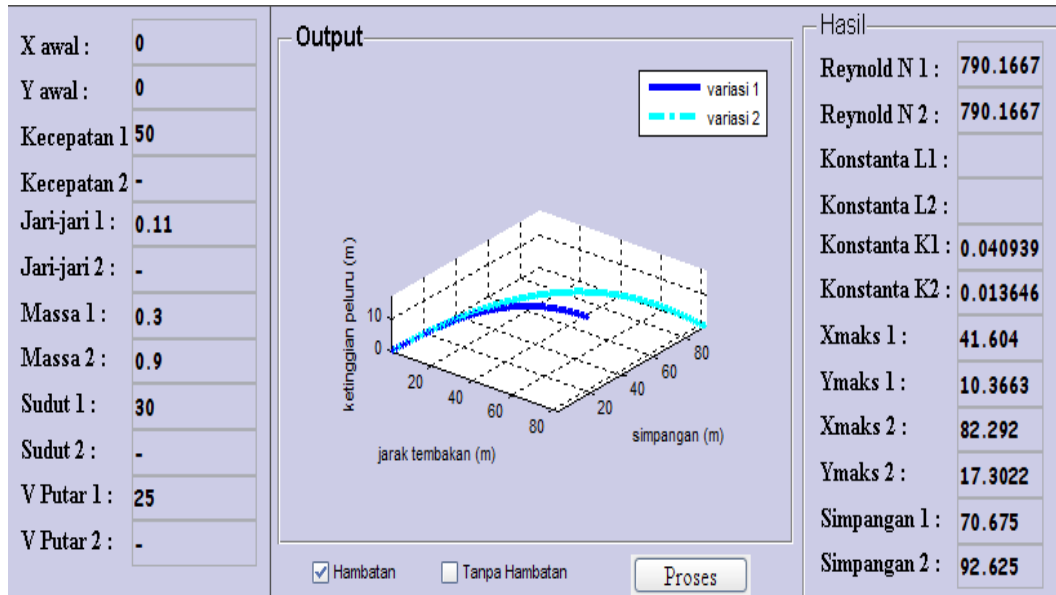 X awal : 0
Y awal : 0
Kecepatan 1 50
Kecepatan 2 -
Jari-jari 1 : 0.11
Jari-jari 2 : -
Massa 1 : 0.3
Massa 2 : 0.9
Sudut 1 : 30
Sudut 2 : -
V Putar 1 : 25
V Putar 2 : -
Output
variasi 1
variasi 2
ketinggian peluru (m)
10
0
20
40
60
80
20
40
60
80
jarak tembakan (m)
simpangan (m)
Hambatan
Tanpa Hambatan
Proses
Hasil
Reynold N 1 : 790.1667
Reynold N 2 : 790.1667
Konstanta L1 :
Konstanta L2 :
Konstanta K1 : 0.040939
Konstanta K2 : 0.013646
Xmaks 1 : 41.604
Ymaks 1 : 10.3663
Xmaks 2 : 82.292
Ymaks 2 : 17.3022
Simpangan 1 : 70.675
Simpangan 2 : 92.625